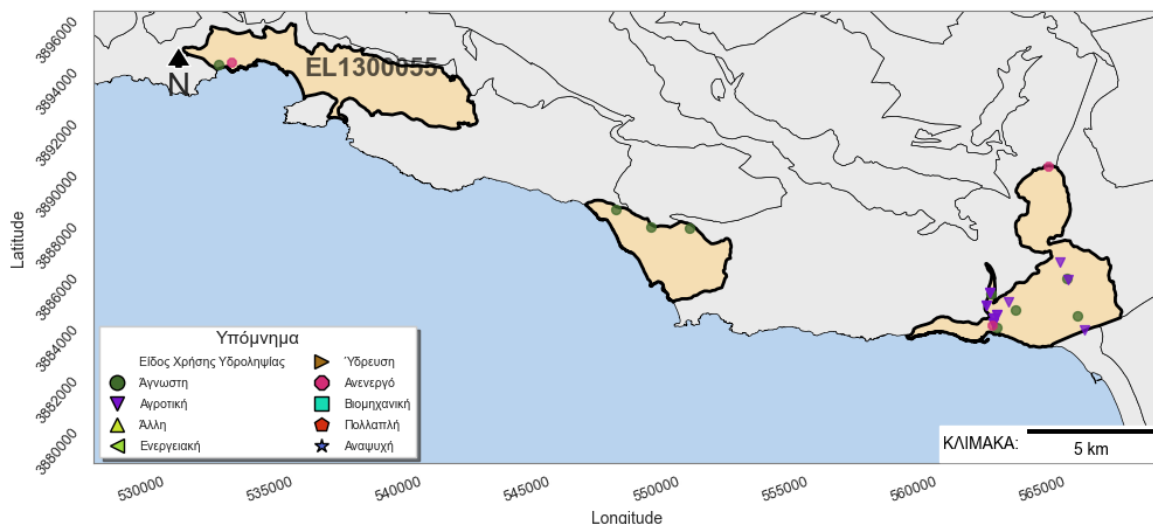 3896000
3894000
3892000
3890000
3888000
3886000
3884000
3882000
3880000
Latitude
N
EL1300055
Υπόμνημα
Είδος Χρήσης Υδροληψίας
Άγνωστη
Αγροτική
Άλλη
Ενεργειακή
Ύδρευση
Ανενεργό
Βιομηχανική
Πολλαπλή
Αναψυχή
ΚΛΙΜΑΚΑ:
5 km
530000
535000
540000
545000
550000
555000
560000
565000
Longitude